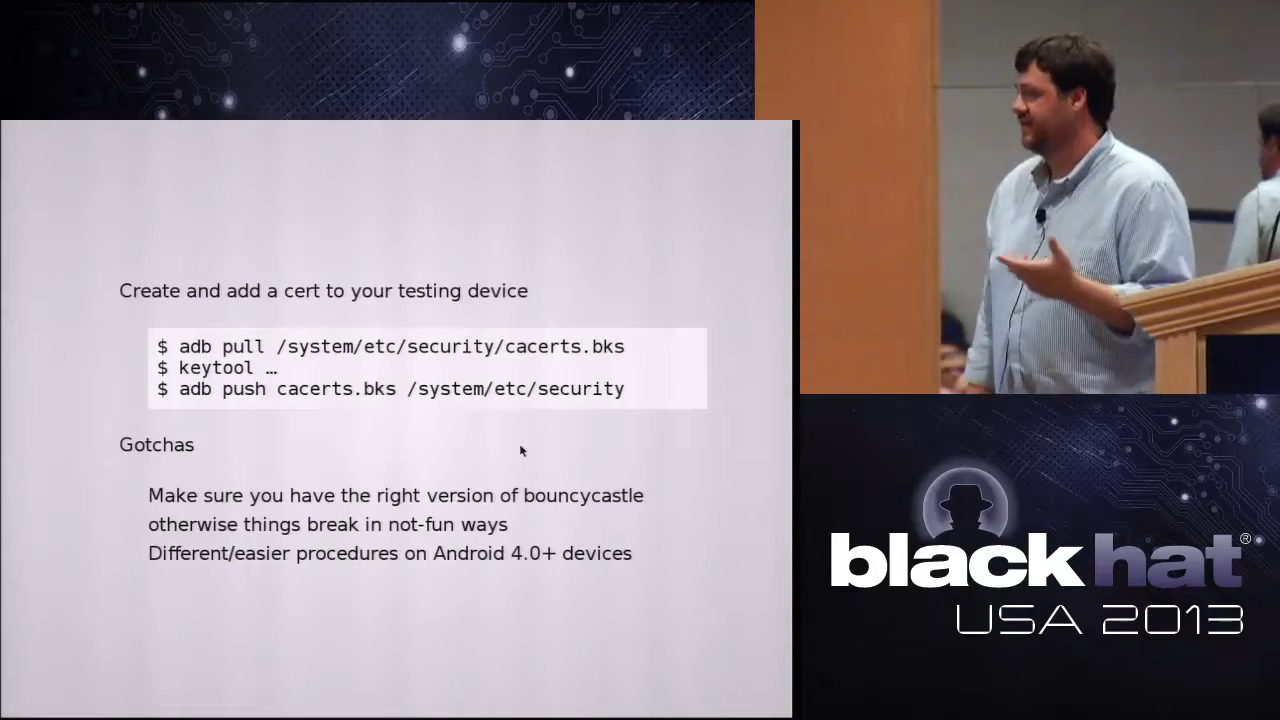 Create and add a cert to your testing device
$ adb pull /system/etc/security/cacerts.bks
$ keytool …
$ adb push cacerts.bks /system/etc/security
Gotchas
Make sure you have the right version of bouncycastle
otherwise things break in not-fun ways
Different/easier procedures on Android 4.0+ devices
blackhat®
USA 2013